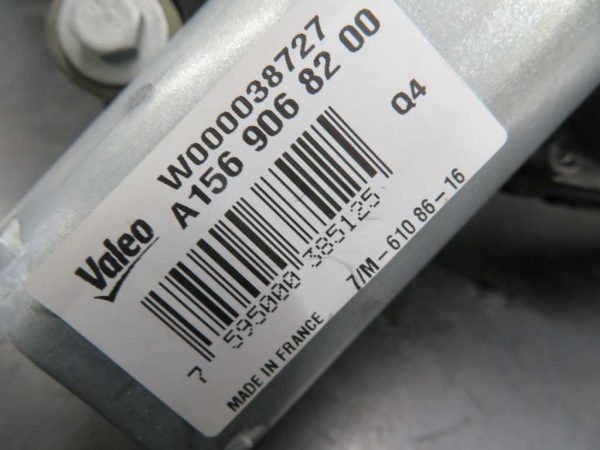 Valeo
W000038727
A156 906 82 00
Q4
7 595000 385125
MADE IN FRANCE
7/M-610 86-16